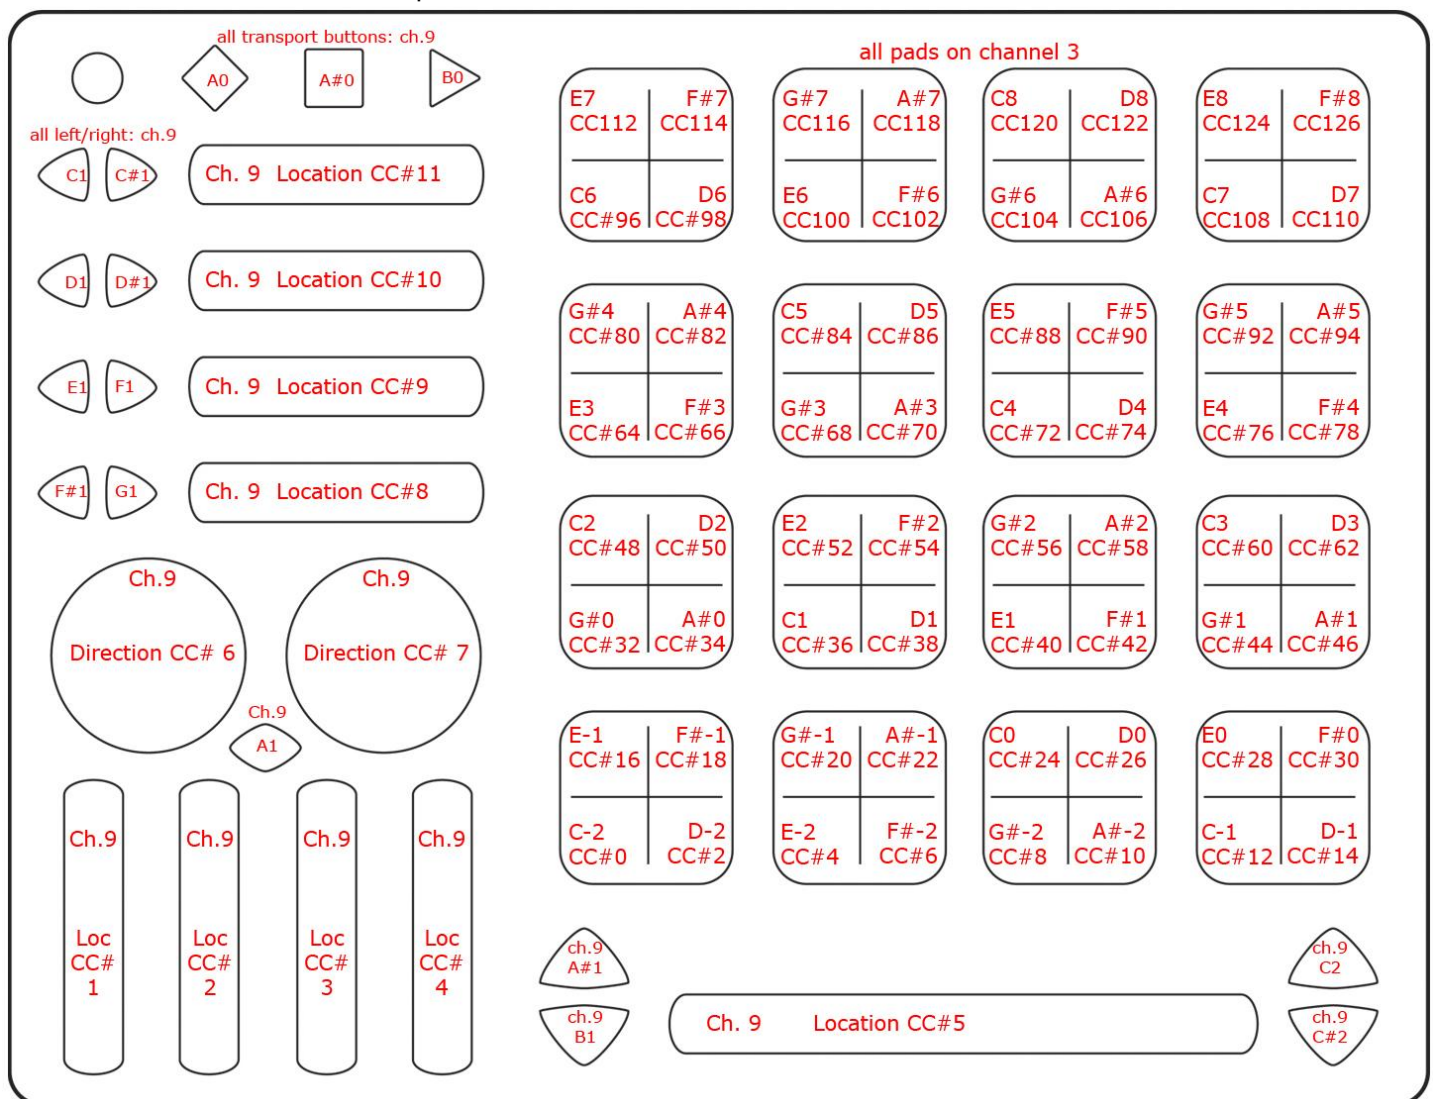 all transport buttons: ch.9
A0 A#0 B0
all left/right: ch.9
C1 C#1 Ch. 9 Location CC#11
D1 D#1 Ch. 9 Location CC#10
E1 F1 Ch. 9 Location CC#9
F#1 G1 Ch. 9 Location CC#8
Ch.9 Ch.9
Direction CC# 6 Direction CC# 7
Ch.9
A1
Ch.9 Ch.9 Ch.9 Ch.9
Loc Loc Loc Loc
CC# CC# CC# CC#
1 2 3 4
all pads on channel 3
E7 F#7 G#7 A#7 C8 D8 E8 F#8
CC112 CC114 CC116 CC118 CC120 CC122 CC124 CC126
C6 D6 E6 F#6 G#6 A#6 C7 D7
CC#96 CC#98 CC100 CC102 CC104 CC106 CC108 CC110
G#4 A#4 C5 D5 E5 F#5 G#5 A#5
CC#80 CC#82 CC#84 CC#86 CC#88 CC#90 CC#92 CC#94
E3 F#3 G#3 A#3 C4 D4 E4 F#4
CC#64 CC#66 CC#68 CC#70 CC#72 CC#74 CC#76 CC#78
C2 D2 E2 F#2 G#2 A#2 C3 D3
CC#48 CC#50 CC#52 CC#54 CC#56 CC#58 CC#60 CC#62
G#0 A#0 C1 D1 E1 F#1 G#1 A#1
CC#32 CC#34 CC#36 CC#38 CC#40 CC#42 CC#44 CC#46
E-1 F#-1 G#-1 A#-1 C0 D0 E0 F#0
CC#16 CC#18 CC#20 CC#22 CC#24 CC#26 CC#28 CC#30
C-2 D-2 E-2 F#-2 G#-2 A#-2 C-1 D-1
CC#0 CC#2 CC#4 CC#6 CC#8 CC#10 CC#12 CC#14
ch.9 ch.9
A#1 C2
ch.9 Ch. 9 Location CC#5 ch.9
B1 C#2